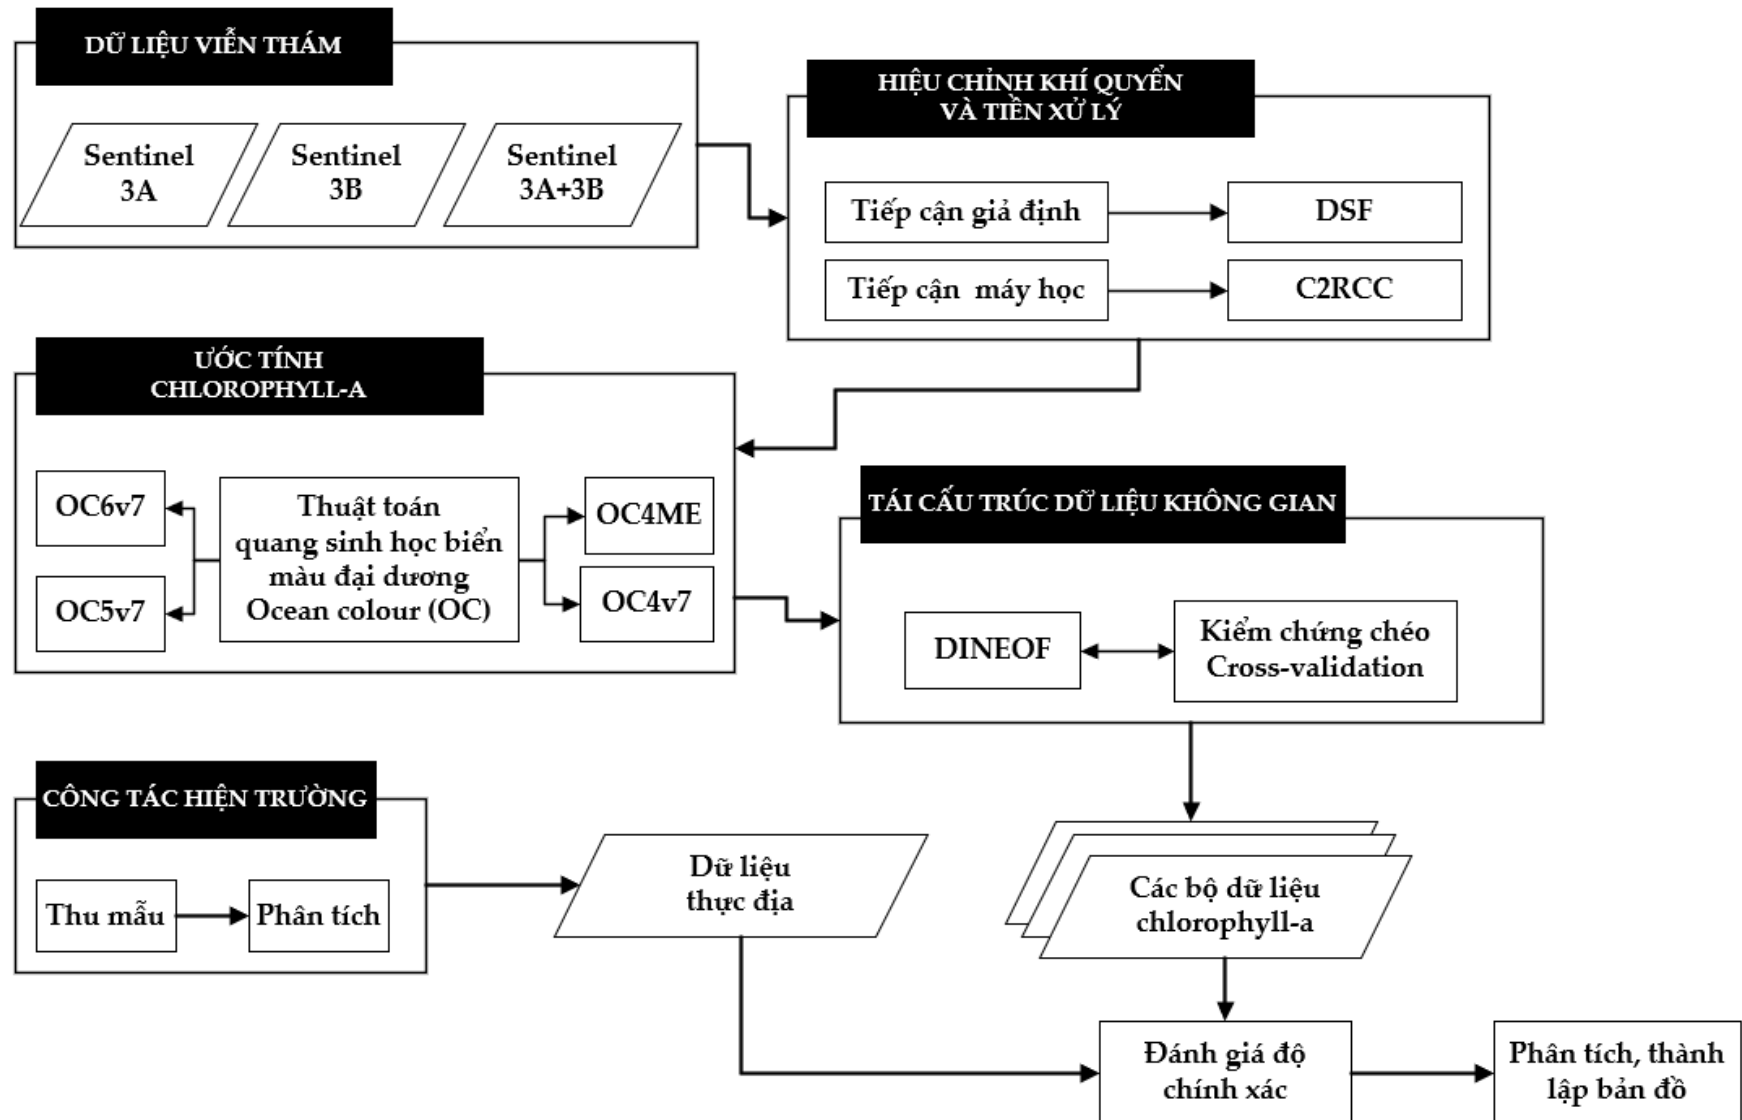 DỮ LIỆU VIỄN THÁM
Sentinel
3A
Sentinel
3B
Sentinel
3A+3B
HIỆU CHỈNH KHÍ QUYỂN
VÀ TIỀN XỬ LÝ
Tiếp cận giả định
DSF
Tiếp cận máy học
C2RCC
ƯỚC TÍNH
CHLOROPHYLL-A
OC6v7
OC5v7
Thuật toán
quang sinh học biển
màu đại dương
Ocean colour (OC)
OC4ME
OC4v7
TÁI CẤU TRÚC DỮ LIỆU KHÔNG GIAN
DINEOF
Kiểm chứng chéo
Cross-validation
CÔNG TÁC HIỆN TRƯỜNG
Thu mẫu
Phân tích
Dữ liệu
thực địa
Các bộ dữ liệu
chlorophyll-a
Đánh giá độ
chính xác
Phân tích, thành
lập bản đồ